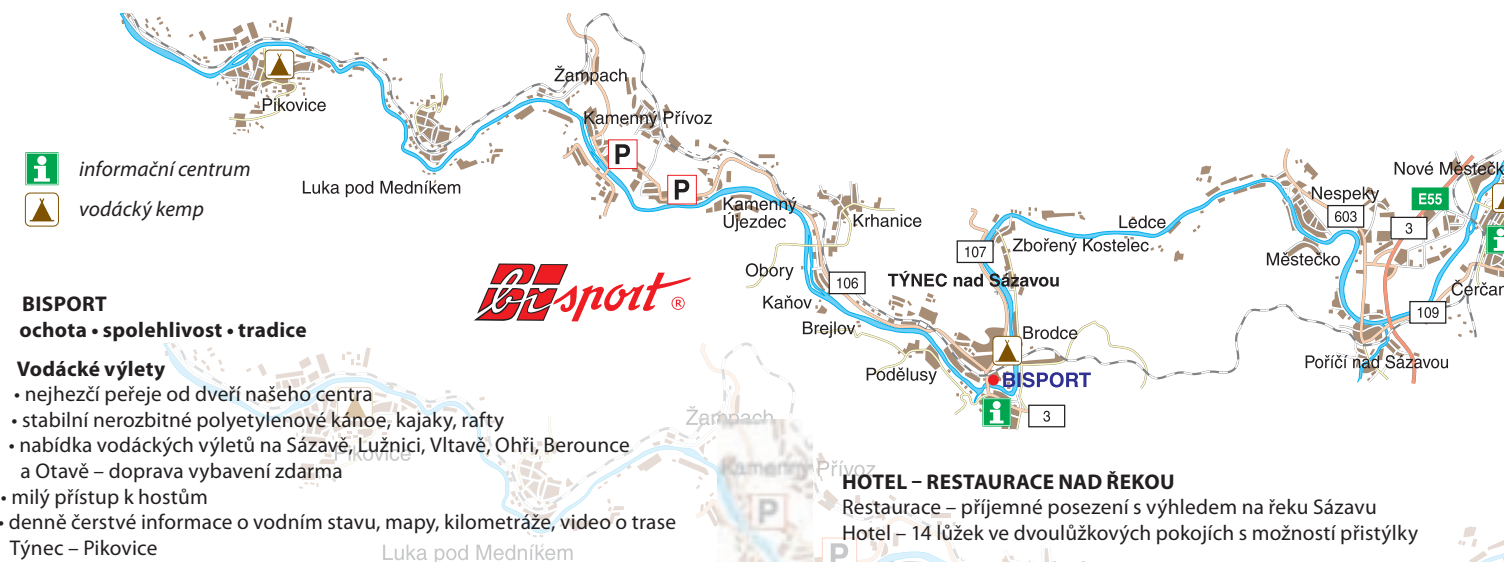 Pikovice
Žampach
Kamenný Přívoz
P
P
Luka pod Medníkem
informační centrum
vodácký kemp
Kamenný
Újezdec
Krhanice
Obory
106
Kaňov
Brejlov
TÝNEC nad Sázavou
107
Zbořený Kostelec
Lědce
Nespeky
603
Nové Městečk
E55
3
Městečko
Čerčan
109
Poříčí nad Sázavou
Brodce
Podělusy
BISPORT
3
bisport ®
BISPORT
ochota • spolehlivost • tradice
Vodácké výlety
• nejhezčí peřeje od dveří našeho centra
• stabilní nerozbitné polyetylenové kánoe, kajaky, rafty
• nabídka vodáckých výletů na Sázavě, Lužnici, Vltavě, Ohři, Berounce
a Otavě – doprava vybavení zdarma
• milý přístup k hostům
• denně čerstvé informace o vodním stavu, mapy, kilometráže, video o trase
Týnec – Pikovice
Žampach
Pikovice
Kamenný Přívoz
P
Luka pod Medníkem
P
HOTEL – RESTAURACE NAD ŘEKOU
Restaurace – příjemné posezení s výhledem na řeku Sázavu
Hotel – 14 lůžek ve dvoulůžkových pokojích s možností přistýlky